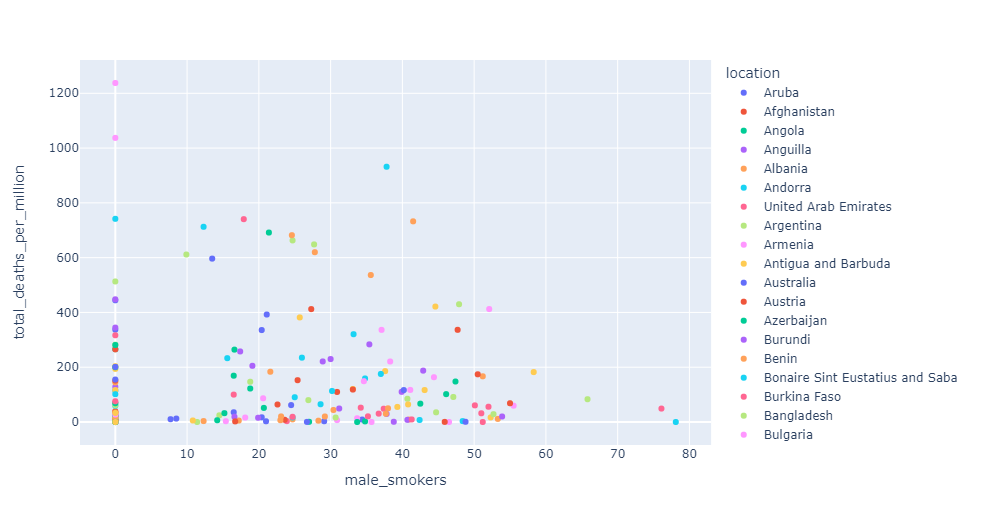 location
Aruba
Afghanistan
Angola
Anguilla
Albania
Andorra
United Arab Emirates
Argentina
Armenia
Antigua and Barbuda
Australia
Austria
Azerbaijan
Burundi
Benin
Bonaire Sint Eustatius and Saba
Burkina Faso
Bangladesh
Bulgaria
total_deaths_per_million
1200
1000
800
600
400
200
0
0 10 20 30 40 50 60 70 80
male_smokers